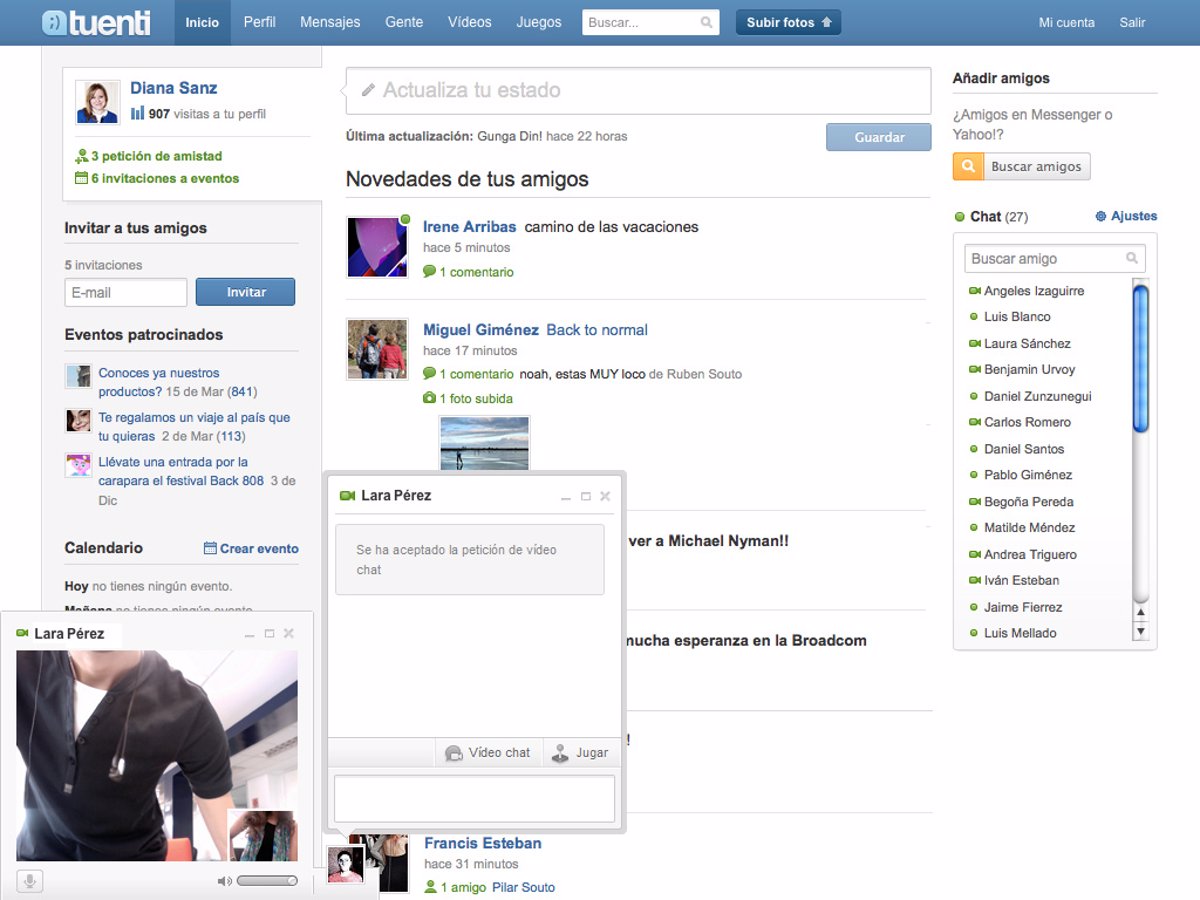 tuenti
Inicio
Perfil
Mensajes
Gente
Vídeos
Juegos
Buscar...
Subir fotos
Mi cuenta
Salir
Diana Sanz
907 visitas a tu perfil
3 petición de amistad
6 invitaciones a eventos
Invitar a tus amigos
5 invitaciones
E-mail
Invitar
Eventos patrocinados
Conoces ya nuestros
productos? 15 de Mar (841)
Te regalamos un viaje al país que
tu quieras 2 de Mar (113)
Llévate una entrada por la
carapara el festival Back 808 3 de
Dic
Calendario
Crear evento
Hoy no tienes ningún evento.
Mañana no tienes ningún evento
Lara Pérez
Actualiza tu estado
Última actualización: Gunga Din! hace 22 horas
Guardar
Novedades de tus amigos
Irene Arribas camino de las vacaciones
hace 5 minutos
1 comentario
Miguel Giménez Back to normal
hace 17 minutos
1 comentario noah, estas MUY loco de Ruben Souto
1 foto subida
Lara Pérez
Se ha aceptado la petición de vídeo
chat
Vídeo chat
Jugar
ver a Michael Nyman!!
mucha esperanza en la Broadcom
!
Francis Esteban
hace 31 minutos
1 amigo Pilar Souto
Añadir amigos
¿Amigos en Messenger o
Yahoo!?
Buscar amigos
Chat (27)
Ajustes
Buscar amigo
Angeles Izaguirre
Luis Blanco
Laura Sánchez
Benjamin Urvoy
Daniel Zunzunegui
Carlos Romero
Daniel Santos
Pablo Giménez
Begoña Pereda
Matilde Méndez
Andrea Triguero
Iván Esteban
Jaime Fierrez
Luis Mellado